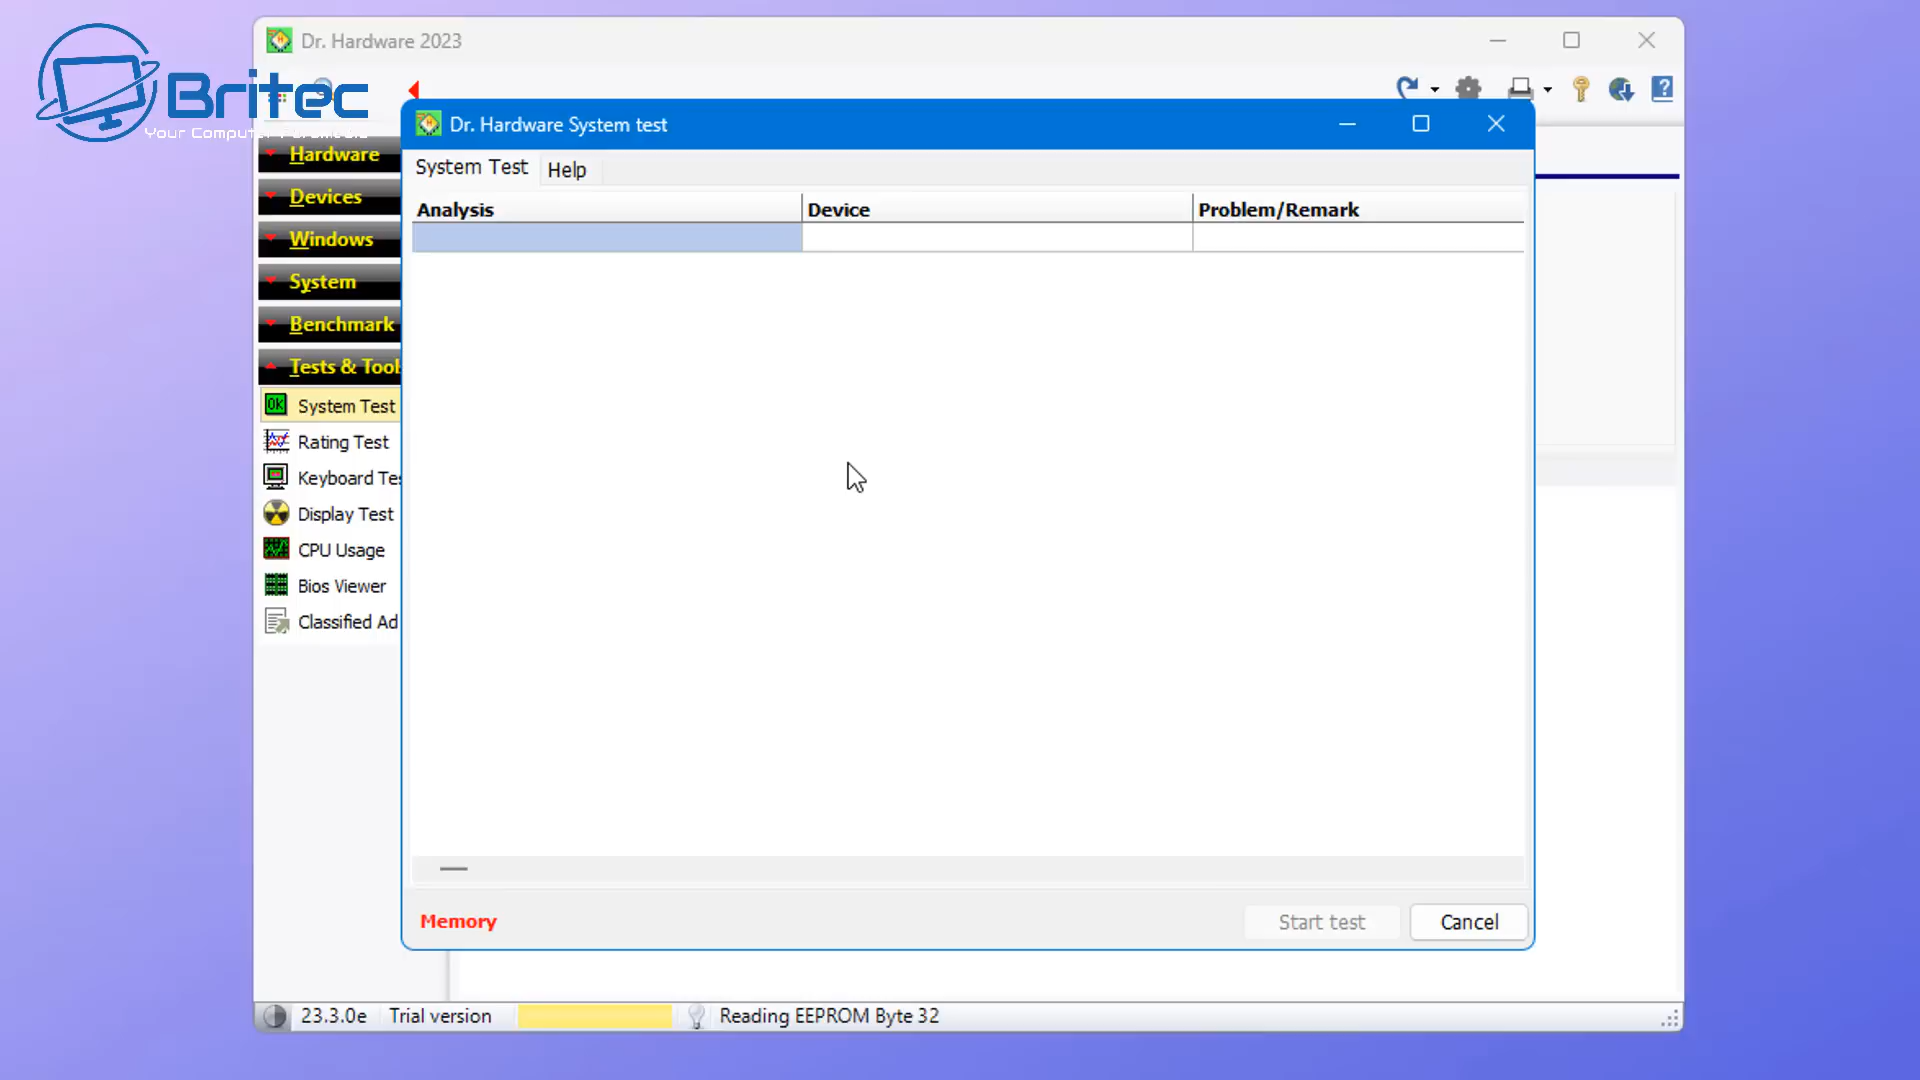 Dr. Hardware 2023
Britec
Your Computer
Dr. Hardware System test
System Test
Help
Analysis
Device
Problem/Remark
Hardware
Devices
Windows
System
Benchmark
Tests & Tool
System Test
Rating Test
Keyboard Tes
Display Test
CPU Usage
Bios Viewer
Classified Ad
Memory
Start test
Cancel
23.3.0e
Trial version
Reading EEPROM Byte 32